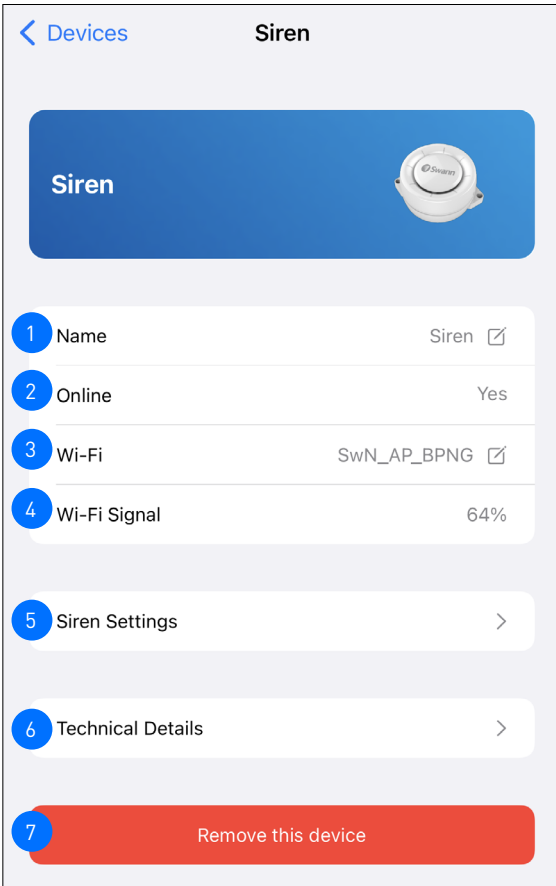 Devices Siren
Siren
Swann
1 Name Siren
2 Online Yes
3 Wi-Fi SwN_AP_BPNG
4 Wi-Fi Signal 64%
5 Siren Settings
6 Technical Details
7 Remove this device